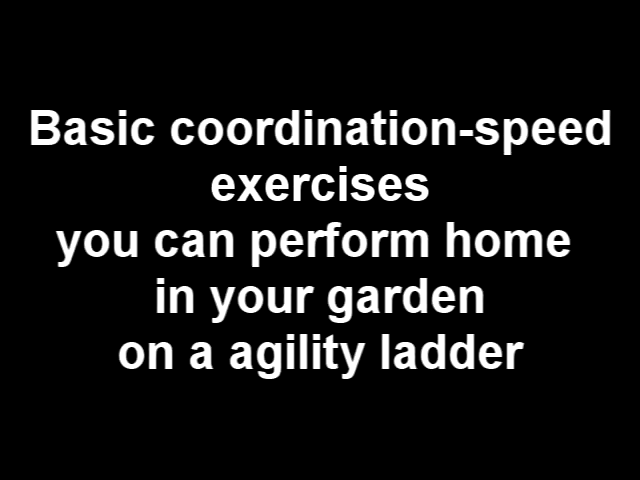 Basic coordination-speed
exercises
you can perform home
in your garden
on a agility ladder